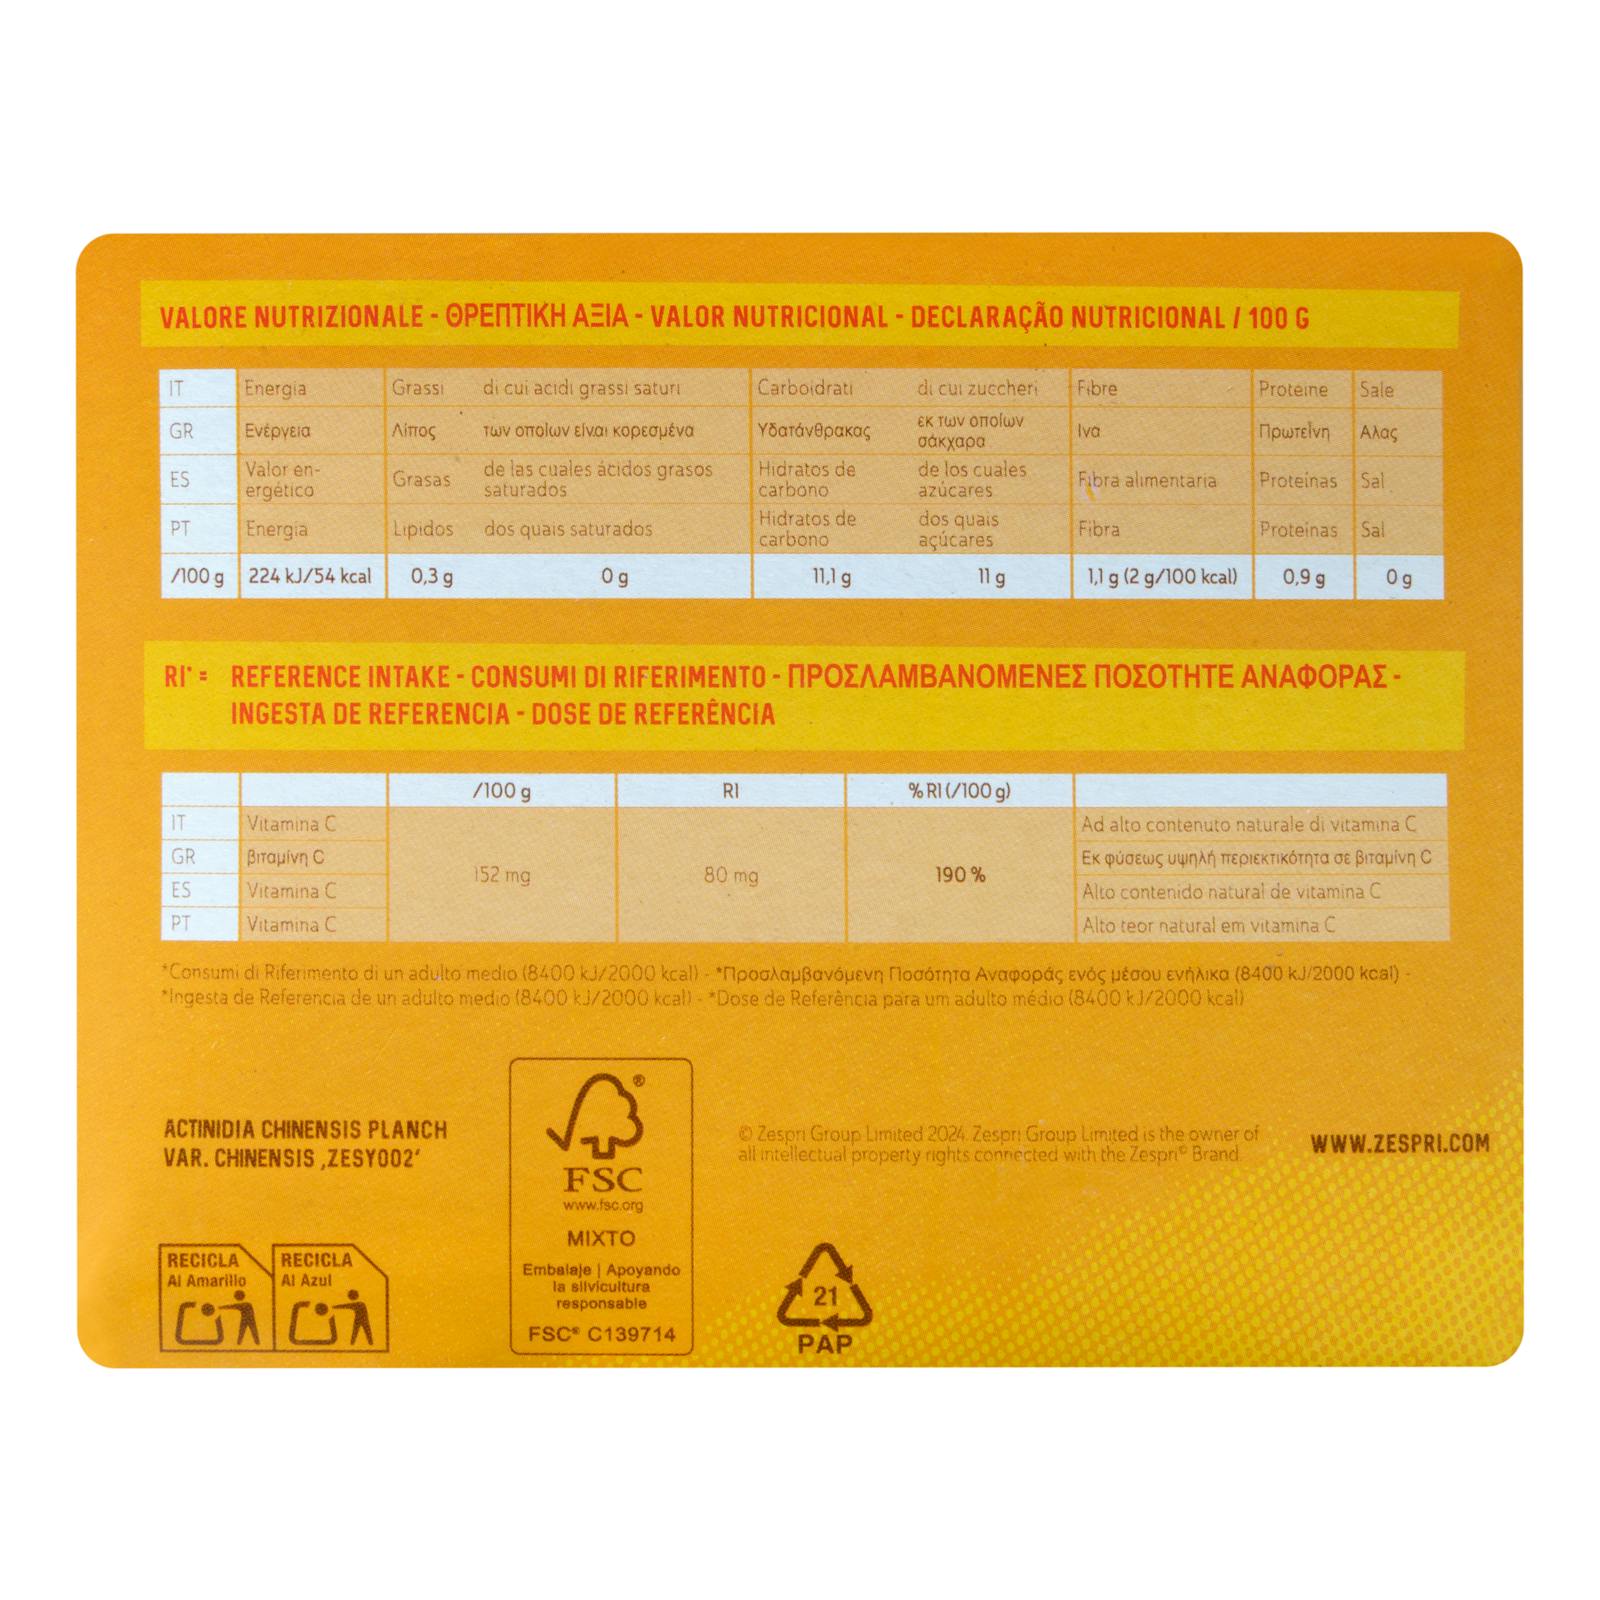 VALORE NUTRIZIONALE - ΘΡΕΠΤΙΚΗ ΑΞΙΑ - VALOR NUTRICIONAL - DECLARAÇÃO NUTRICIONAL / 100 G
IT Energia Grassi di cui acidi grassi saturi Carboidrati di cui zuccheri Fibre Proteine Sale
GR Ενέργεια Λίπος των οποίων είναι κορεσμένα Υδατάνθρακας εκ των οποίων σάκχαρα Ινα Πρωτεΐνη Αλας
ES Valor en-ergético Grasas de las cuales ácidos grasos saturados Hidratos de carbono de los cuales azúcares Fibra alimentaria Proteínas Sal
PT Energia Lípidos dos quais saturados Hidratos de carbono dos quais açúcares Fibra Proteínas Sal
/100 g 224 kJ/54 kcal 0,3 g 0 g 11,1 g 11 g 1,1 g (2 g/100 kcal) 0,9 g 0 g
RI* = REFERENCE INTAKE - CONSUMI DI RIFERIMENTO - ΠΡΟΣΛΑΜΒΑΝΟΜΕΝΕΣ ΠΟΣΟΤΗΤΕ ΑΝΑΦΟΡΑΣ -
INGESTA DE REFERENCIA - DOSE DE REFERÊNCIA
/100 g RI % RI (/100 g)
IT Vitamina C Ad alto contenuto naturale di vitamina C
GR βιταμίνη C Εκ φύσεως υψηλή περιεκτικότητα σε βιταμίνη C
152 mg 80 mg 190 %
ES Vitamina C Alto contenido natural de vitamina C
PT Vitamina C Alto teor natural em vitamina C
*Consumi di Riferimento di un adulto medio (8400 kJ/2000 kcal) - *Προσλαμβανόμενη Ποσότητα Αναφοράς ενός μέσου ενήλικα (8400 kJ/2000 kcal) -
*Ingesta de Referencia de un adulto medio (8400 kJ/2000 kcal) - *Dose de Referência para um adulto médio (8400 kJ/2000 kcal)
ACTINIDIA CHINENSIS PLANCH
VAR. CHINENSIS ‚ZESY002‘
RECICLA
Al Amarillo
RECICLA
Al Azul
®
FSC
www.fsc.org
MIXTO
Embalaje | Apoyando
la silvicultura
responsable
FSC® C139714
© Zespri Group Limited 2024. Zespri Group Limited is the owner of
all intellectual property rights connected with the Zespri® Brand.
21
PAP
WWW.ZESPRI.COM